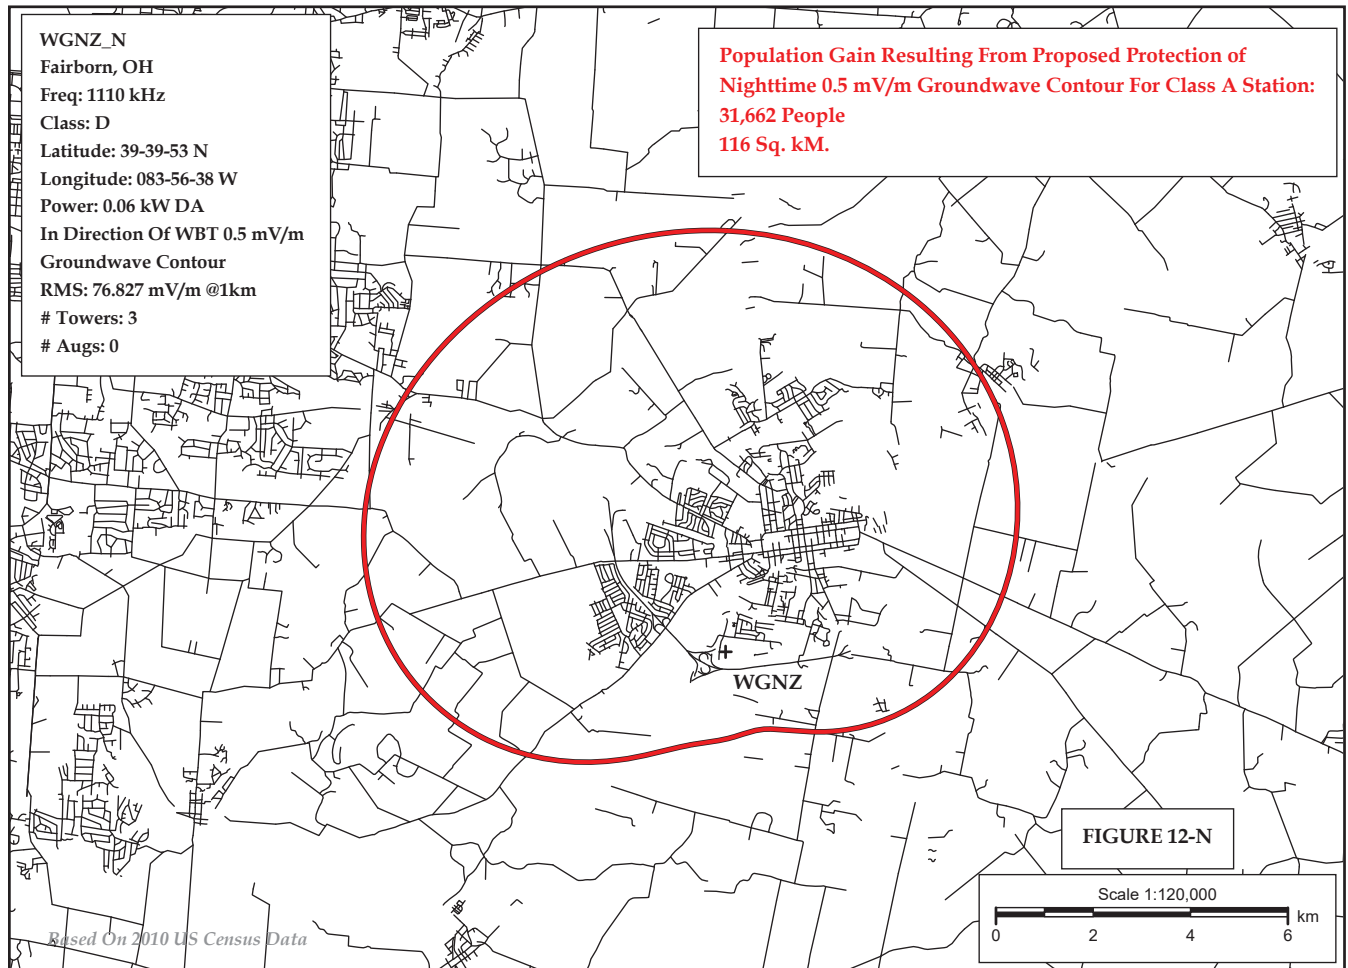 WGNZ_N
Fairborn, OH
Freq: 1110 kHz
Class: D
Latitude: 39-39-53 N
Longitude: 083-56-38 W
Power: 0.06 kW DA
In Direction Of WBT 0.5 mV/m
Groundwave Contour
RMS: 76.827 mV/m @1km
# Towers: 3
# Augs: 0
Population Gain Resulting From Proposed Protection of
Nighttime 0.5 mV/m Groundwave Contour For Class A Station:
31,662 People
116 Sq. kM.
WGNZ
FIGURE 12-N
Scale 1:120,000
km
0 2 4 6
Based On 2010 US Census Data